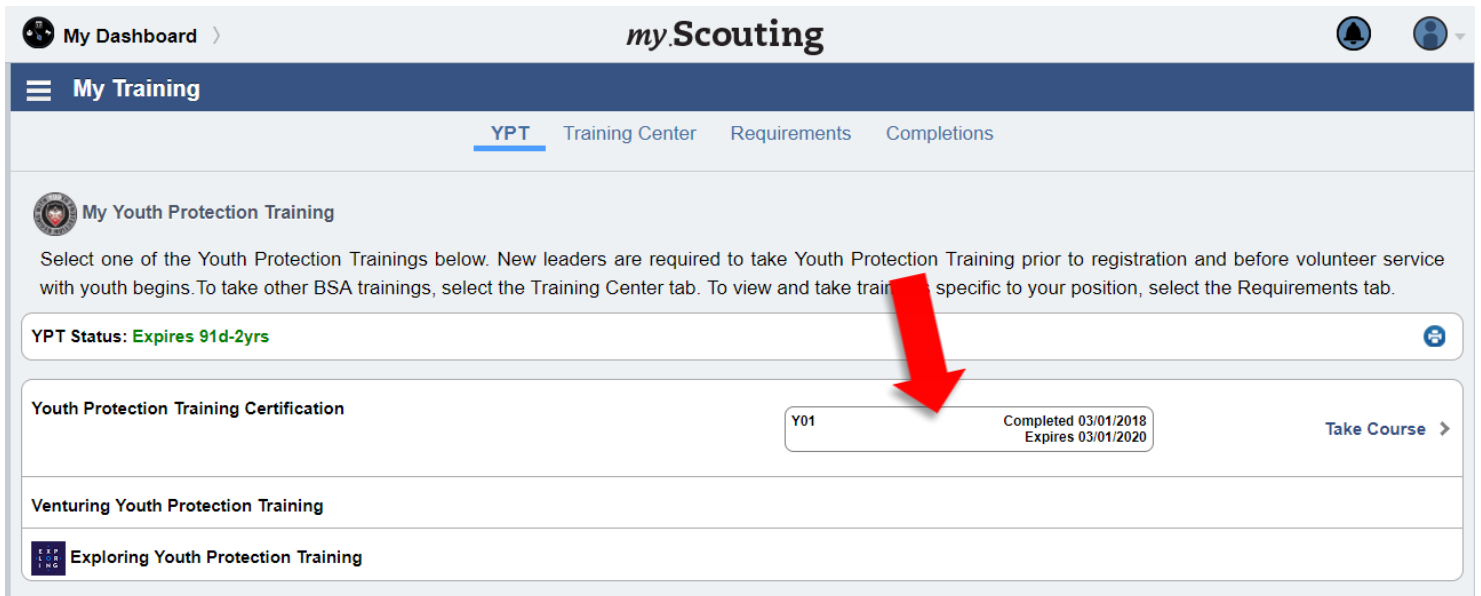 My Dashboard
my.Scouting
My Training
YPT Training Center Requirements Completions
My Youth Protection Training
Select one of the Youth Protection Trainings below. New leaders are required to take Youth Protection Training prior to registration and before volunteer service
with youth begins.To take other BSA trainings, select the Training Center tab. To view and take specific to your position, select the Requirements tab.
YPT Status: Expires 91d-2yrs
Youth Protection Training Certification
Y01 Completed 03/01/2018
Expires 03/01/2020
Take Course
Venturing Youth Protection Training
EXP
LOR
ING
Exploring Youth Protection Training